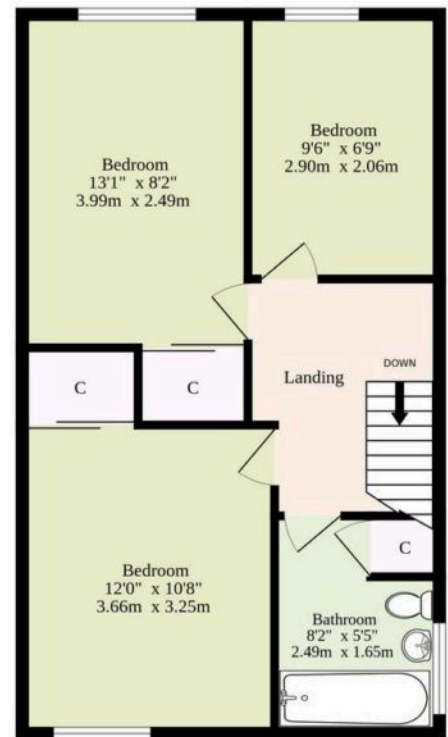 Bedroom
13'1" x 8'2"
3.99m x 2.49m
Bedroom
9'6" x 6'9"
2.90m x 2.06m
C
C
Landing
DOWN
Bedroom
12'0" x 10'8"
3.66m x 3.25m
C
Bathroom
8'2" x 5'5"
2.49m x 1.65m